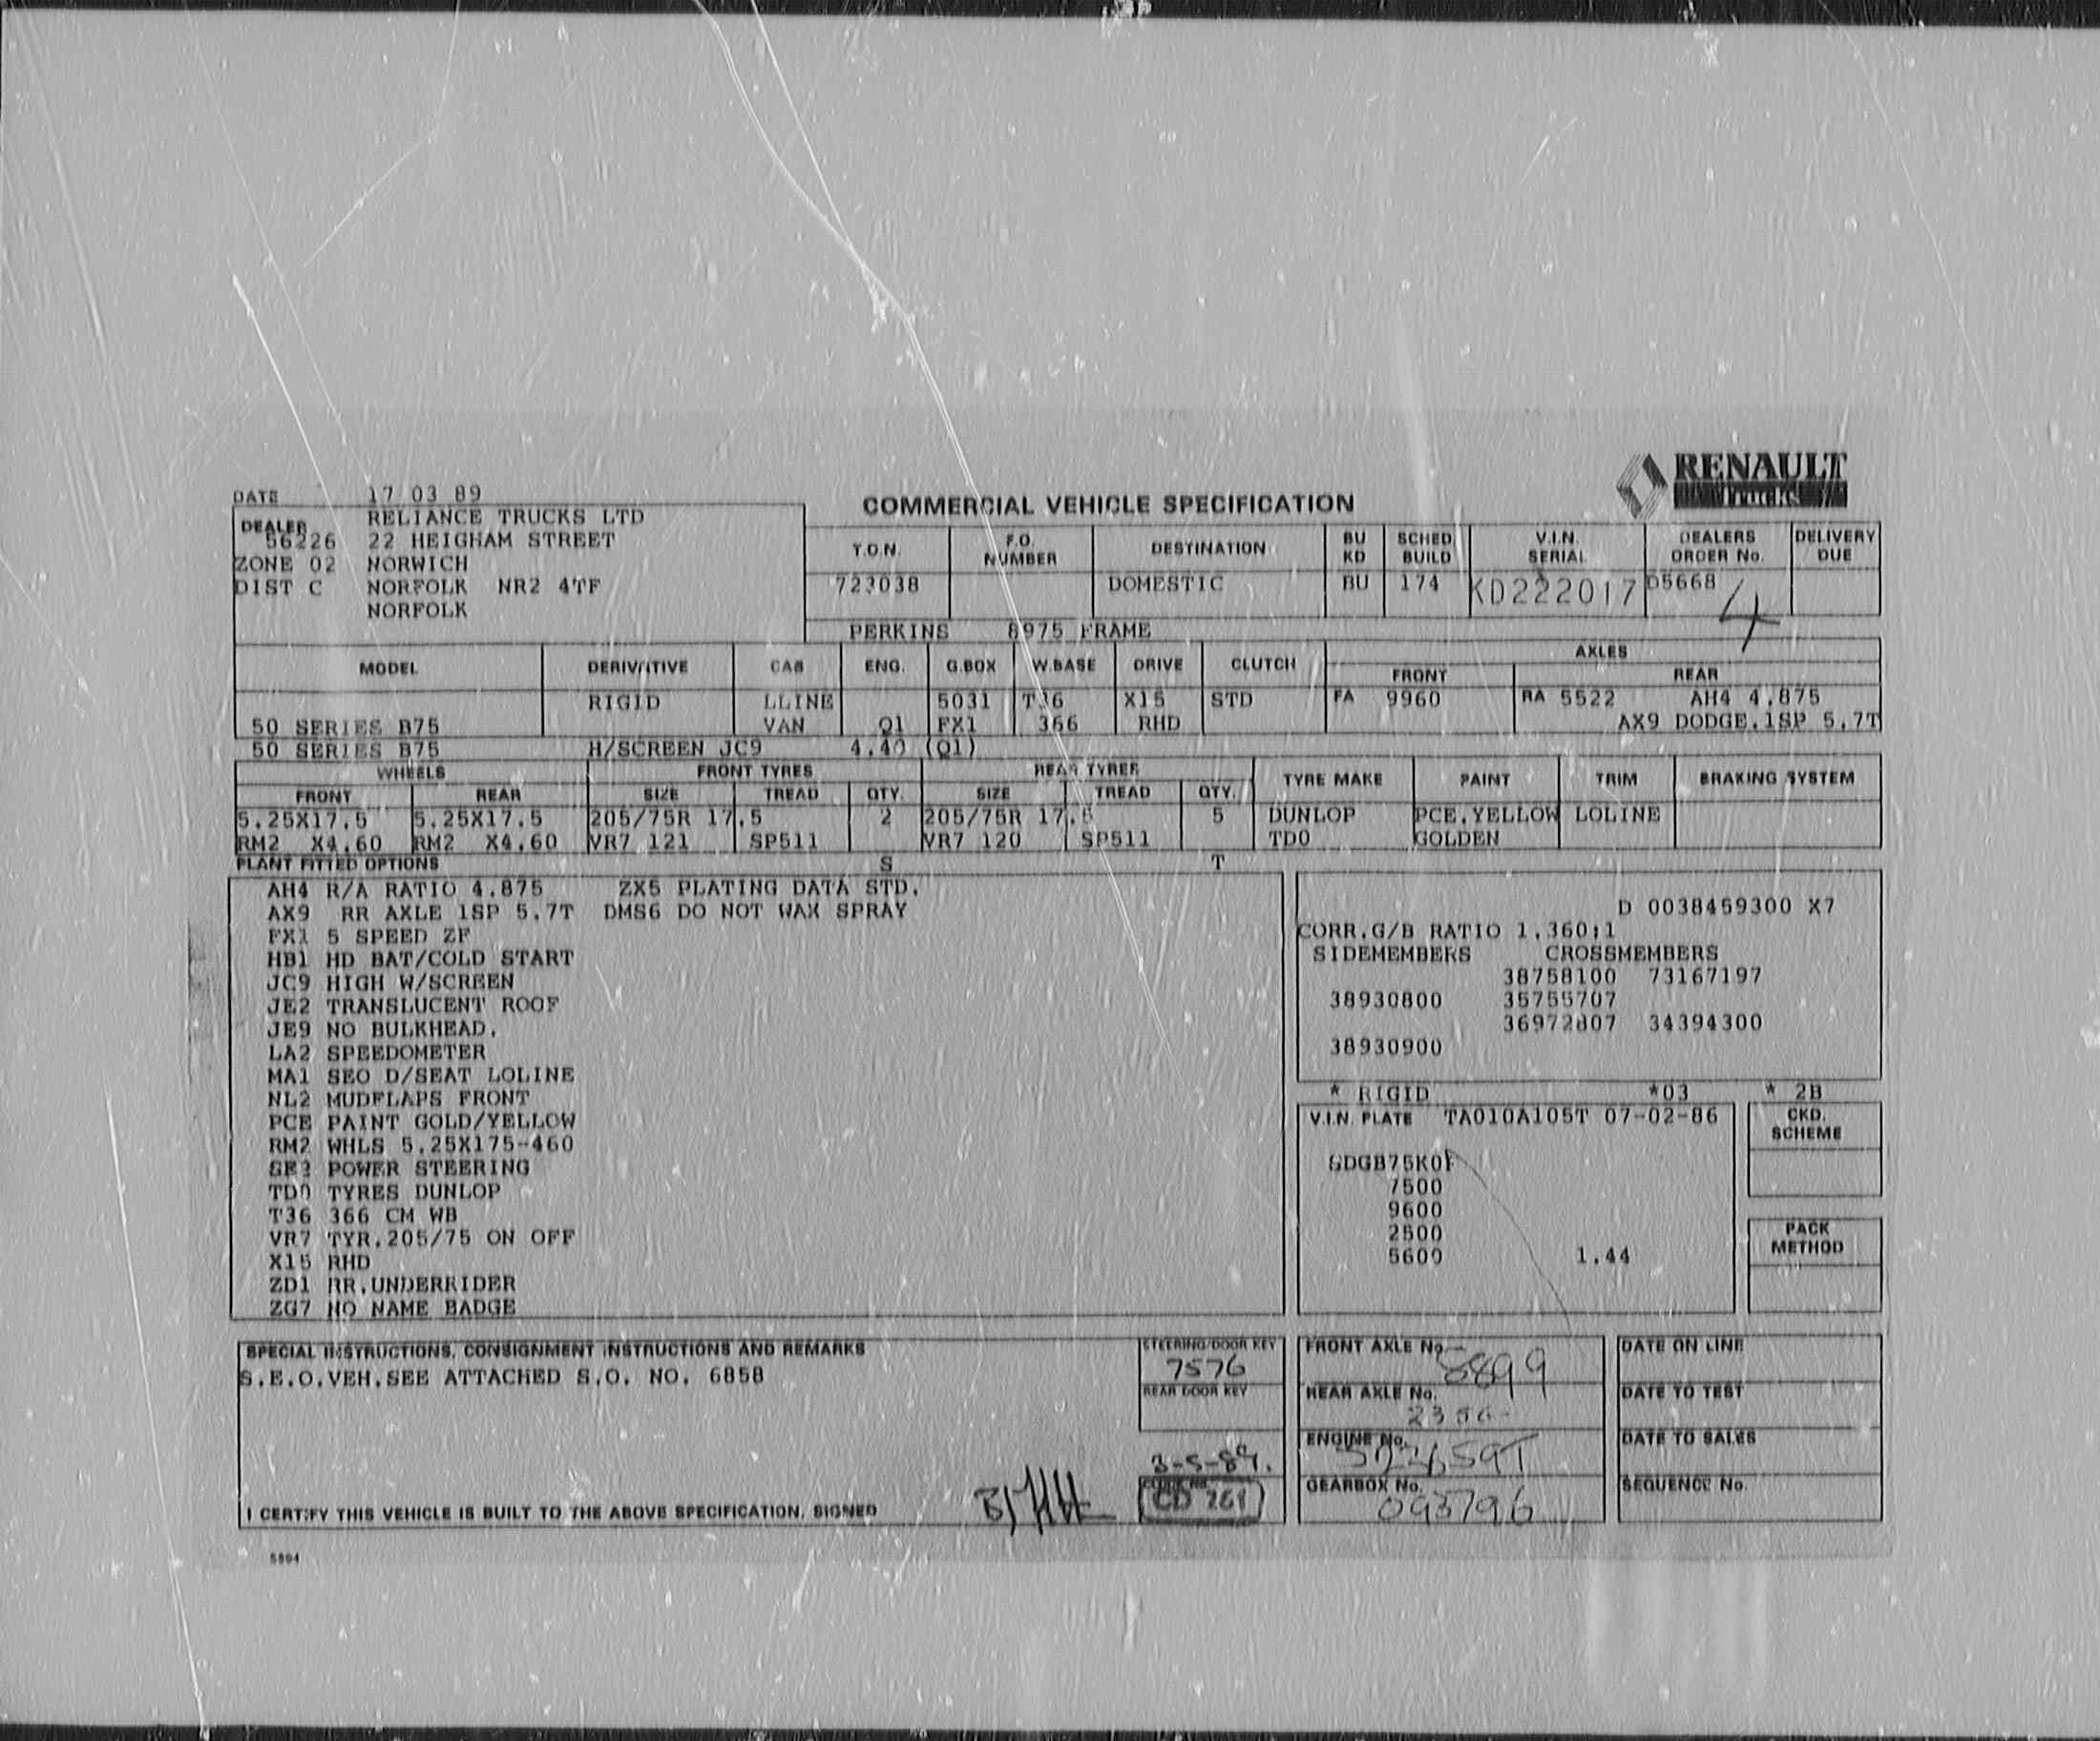 RENAULT
Trucks
DATE 17 03 89
COMMERCIAL VEHICLE SPECIFICATION
DEALER RELIANCE TRUCKS LTD
56226 22 HEIGHAM STREET
ZONE 02 NORWICH
DIST C NORFOLK NR2 4TF
NORFOLK
T.O.N. F.O. NUMBER DESTINATION BU KD SCHED BUILD V.I.N. SERIAL DEALERS ORDER No. DELIVERY DUE
723038 DOMESTIC BU 174 KD222017 D5668 4
PERKINS 8975 FRAME
MODEL DERIVATIVE CAB ENG. G.BOX W.BASE DRIVE CLUTCH AXLES
FRONT REAR
RIGID LLINE 5031 T36 X15 STD FA 9960 RA 5522 AH4 4.875
50 SERIES B75 VAN Q1 FX1 366 RHD AX9 DODGE.1SP 5.7T
50 SERIES B75 H/SCREEN JC9 4.40 (Q1)
WHEELS FRONT TYRES REAR TYRES TYRE MAKE PAINT TRIM BRAKING SYSTEM
FRONT REAR SIZE TREAD QTY. SIZE TREAD QTY.
5.25X17.5 5.25X17.5 205/75R 17.5 2 205/75R 17.5 5 DUNLOP PCE.YELLOW LOLINE
RM2 X4.60 RM2 X4.60 VR7 121 SP511 VR7 120 SP511 TD0 GOLDEN
PLANT FITTED OPTIONS S T
AH4 R/A RATIO 4.875 ZX5 PLATING DATA STD.
AX9 RR AXLE 1SP 5.7T DMS6 DO NOT WAX SPRAY
FX1 5 SPEED ZF
HB1 HD BAT/COLD START
JC9 HIGH W/SCREEN
JE2 TRANSLUCENT ROOF
JE9 NO BULKHEAD.
LA2 SPEEDOMETER
MA1 SEO D/SEAT LOLINE
NL2 MUDFLAPS FRONT
PCE PAINT GOLD/YELLOW
RM2 WHLS 5.25X175-460
POWER STEERING
TD0 TYRES DUNLOP
T36 366 CM WB
VR7 TYR.205/75 ON OFF
X15 RHD
ZD1 RR.UNDERRIDER
ZG7 NO NAME BADGE
D 0038459300 X7
CORR.G/B RATIO 1.360:1
SIDEMEMBERS CROSSMEMBERS
38758100 73167197
38930800 35755707
36972807 34394300
38930900
* RIGID *03 * 2B
V.I.N. PLATE TA010A105T 07-02-86
CKD. SCHEME
SDGB75K0F
7500
9600
2500
5600 1.44
PACK METHOD
SPECIAL INSTRUCTIONS, CONSIGNMENT INSTRUCTIONS AND REMARKS
S.E.O.VEH.SEE ATTACHED S.O. NO. 6858
STEERING/DOOR KEY
7576
REAR DOOR KEY
3-5-89.
CD 261
I CERTIFY THIS VEHICLE IS BUILT TO THE ABOVE SPECIFICATION. SIGNED
FRONT AXLE No. 8899
REAR AXLE No.
ENGINE No.
GEARBOX No. 093796
DATE ON LINE
DATE TO TEST
DATE TO SALES
SEQUENCE No.
5804